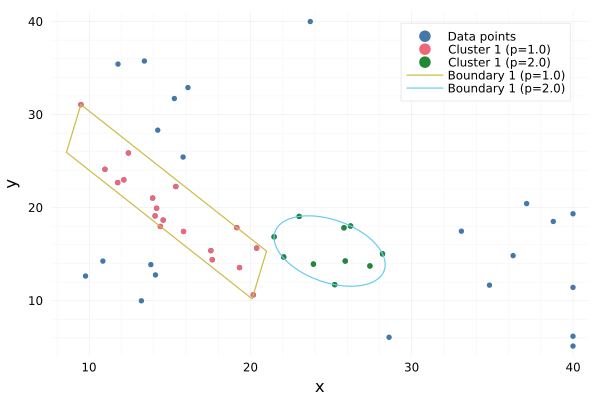 40
30
20
10
y
10
20
30
40
x
Data points
Cluster 1 (p=1.0)
Cluster 1 (p=2.0)
Boundary 1 (p=1.0)
Boundary 1 (p=2.0)